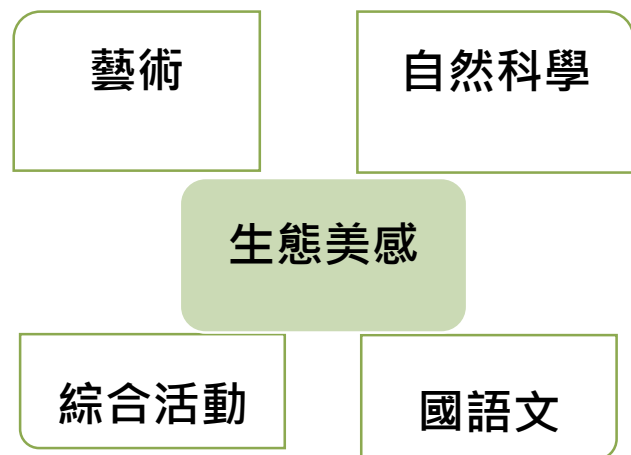 藝術
自然科學
生態美感
綜合活動
國語文